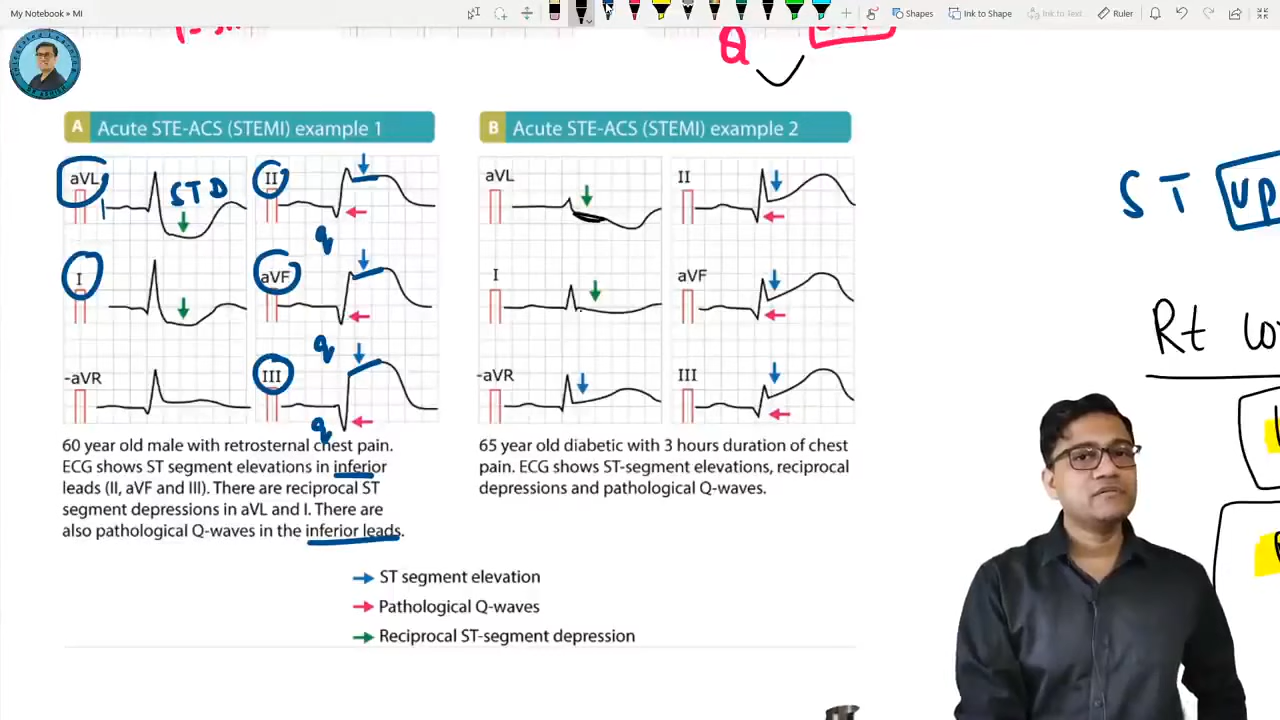 My Notebook » MI
Shapes
Ink to Shape
Ink to Text
Ruler
Q
A Acute STE-ACS (STEMI) example 1
B Acute STE-ACS (STEMI) example 2
aVL
STD
II
q
I
aVF
q
-aVR
III
q
aVL
II
I
aVF
-aVR
III
60 year old male with retrosternal chest pain.
ECG shows ST segment elevations in inferior
leads (II, aVF and III). There are reciprocal ST
segment depressions in aVL and I. There are
also pathological Q-waves in the inferior leads.
65 year old diabetic with 3 hours duration of chest
pain. ECG shows ST-segment elevations, reciprocal
depressions and pathological Q-waves.
ST segment elevation
Pathological Q-waves
Reciprocal ST-segment depression
ST up
Rt